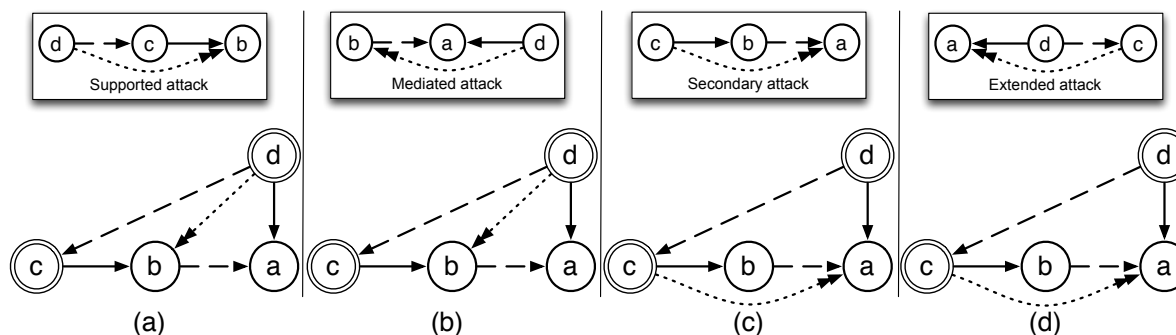 d c b
Supported attack
b a d
Mediated attack
c b a
Secondary attack
a d c
Extended attack
d
c b a
(a)
d
c b a
(b)
d
c b a
(c)
d
c b a
(d)